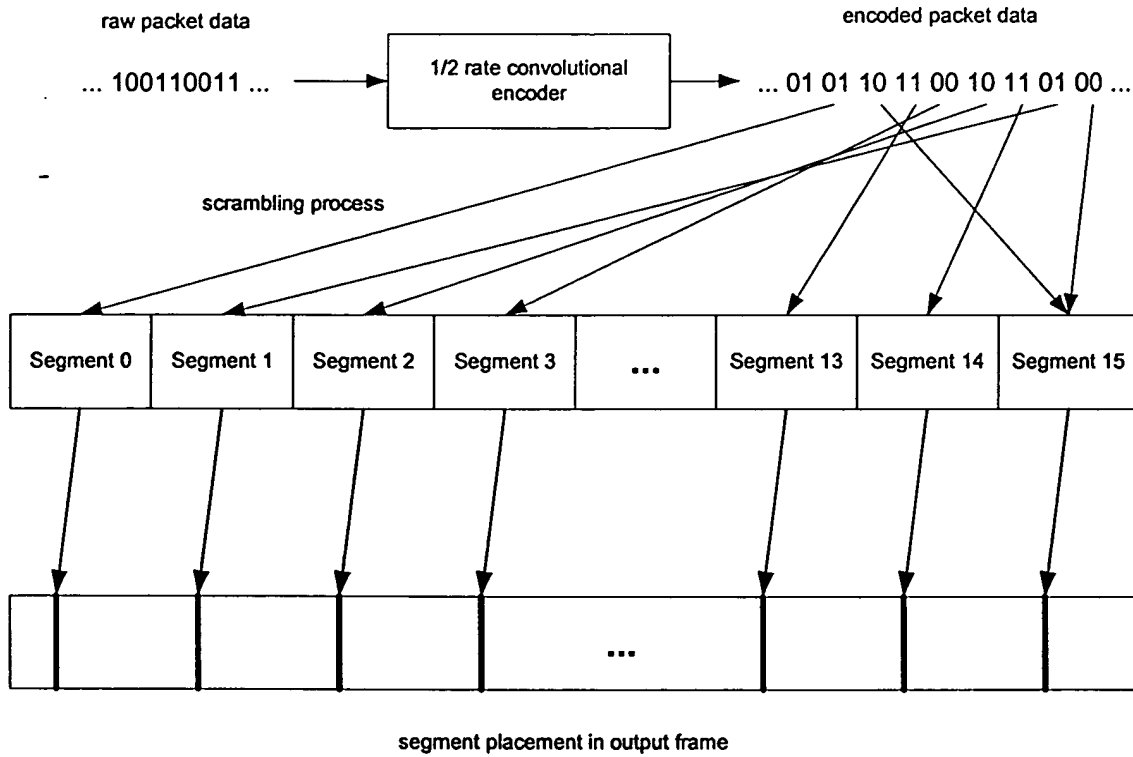 raw packet data
encoded packet data
... 100110011 ...
1/2 rate convolutional
encoder
... 01 01 10 11 00 10 11 01 00 ...
scrambling process
Segment 0
Segment 1
Segment 2
Segment 3
...
Segment 13
Segment 14
Segment 15
...
segment placement in output frame